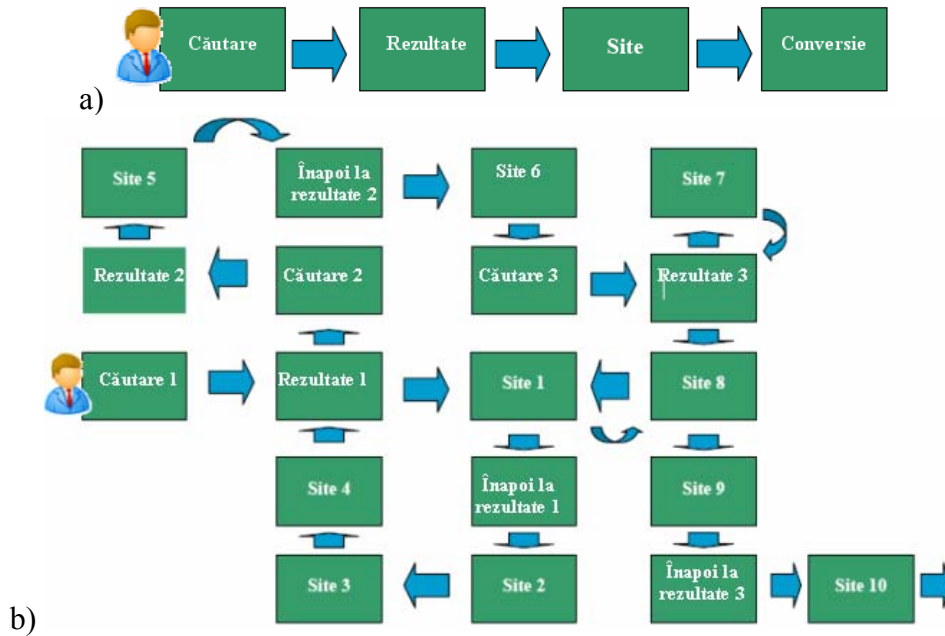 Căutare
Rezultate
Site
Conversie
a)
Site 5
Înapoi la
rezultate 2
Site 6
Site 7
Rezultate 2
Căutare 2
Căutare 3
Rezultate 3
Căutare 1
Rezultate 1
Site 1
Site 8
Site 4
Înapoi la
rezultate 1
Site 9
Site 3
Site 2
Înapoi la
rezultate 3
Site 10
b)